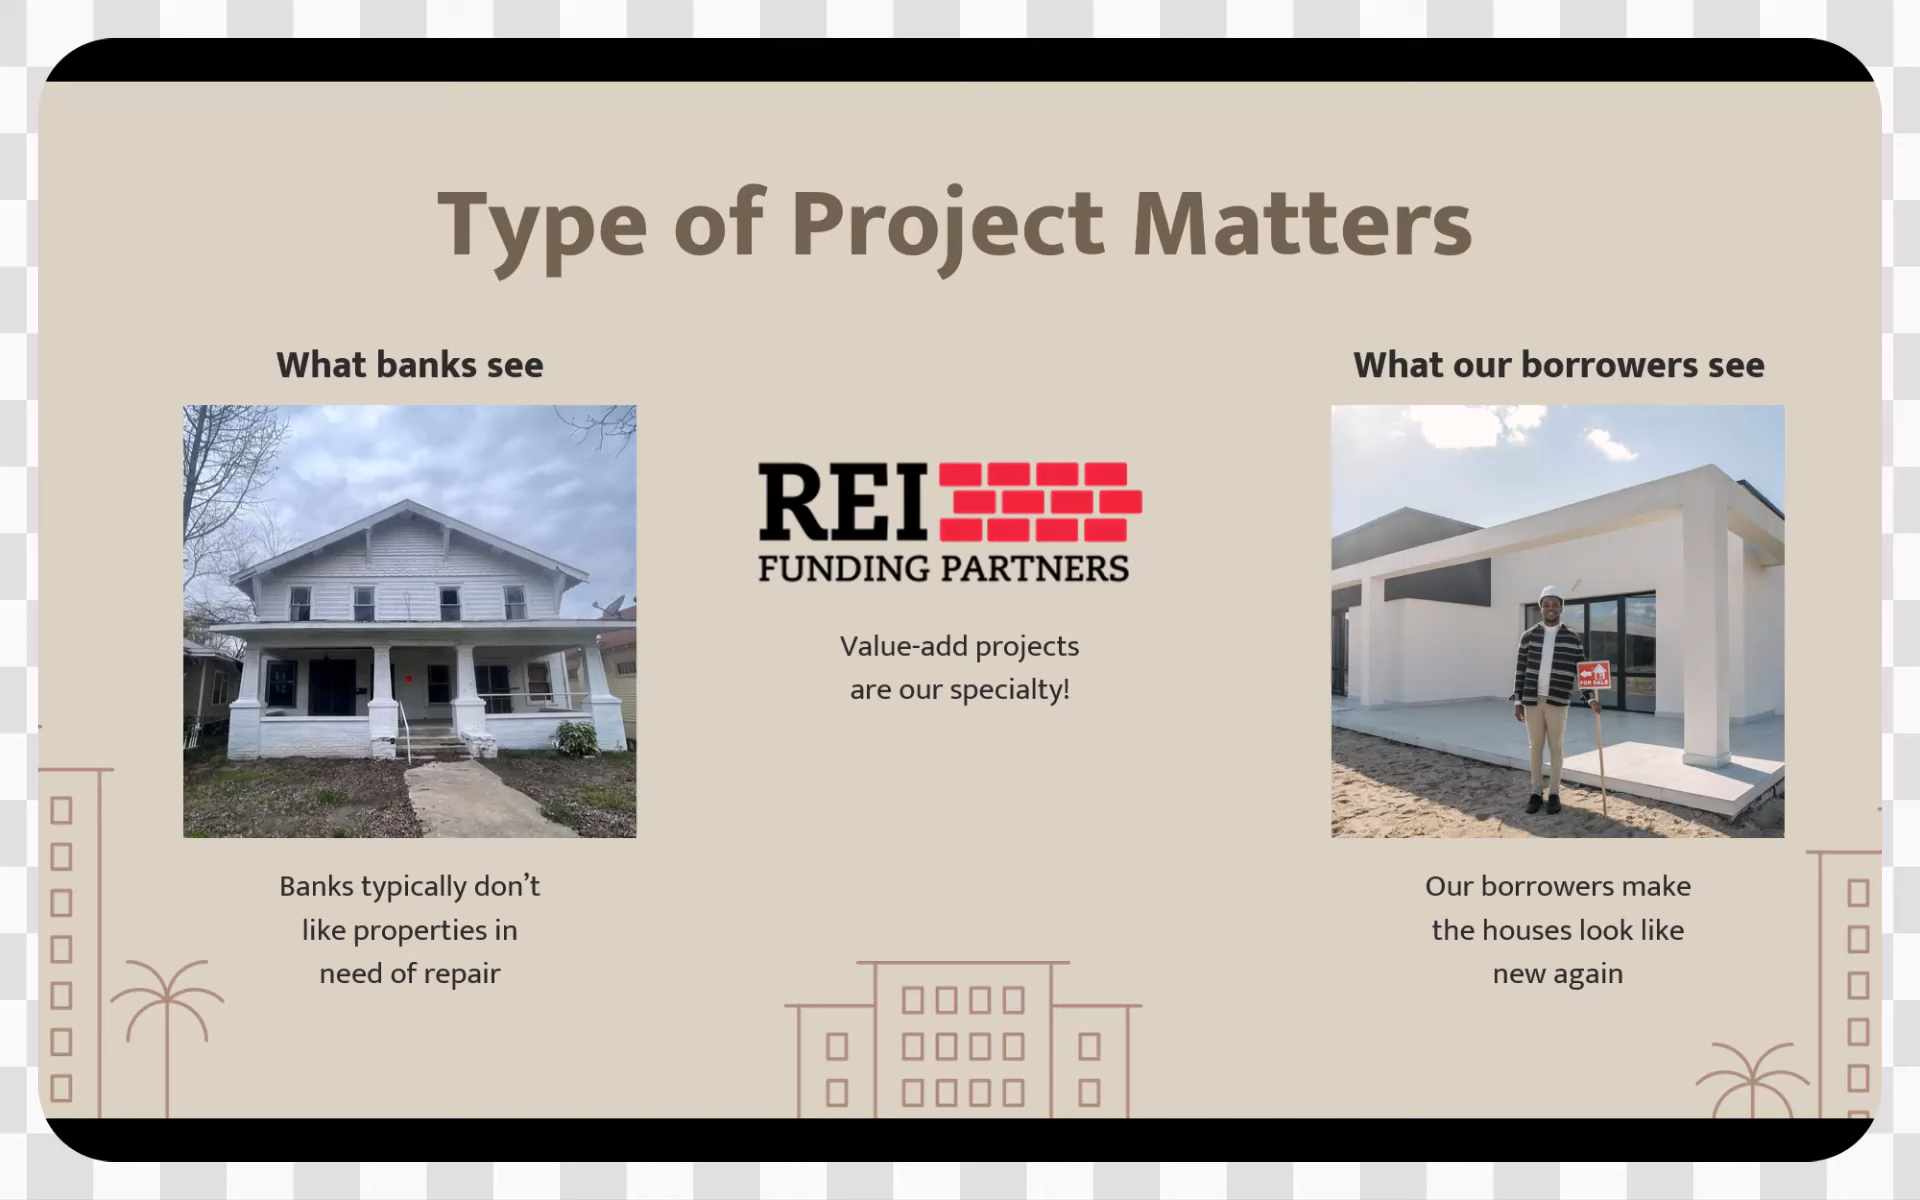 Type of Project Matters
What banks see
Banks typically don’t
like properties in
need of repair
REI
FUNDING PARTNERS
Value-add projects
are our specialty!
What our borrowers see
FOR SALE
Our borrowers make
the houses look like
new again